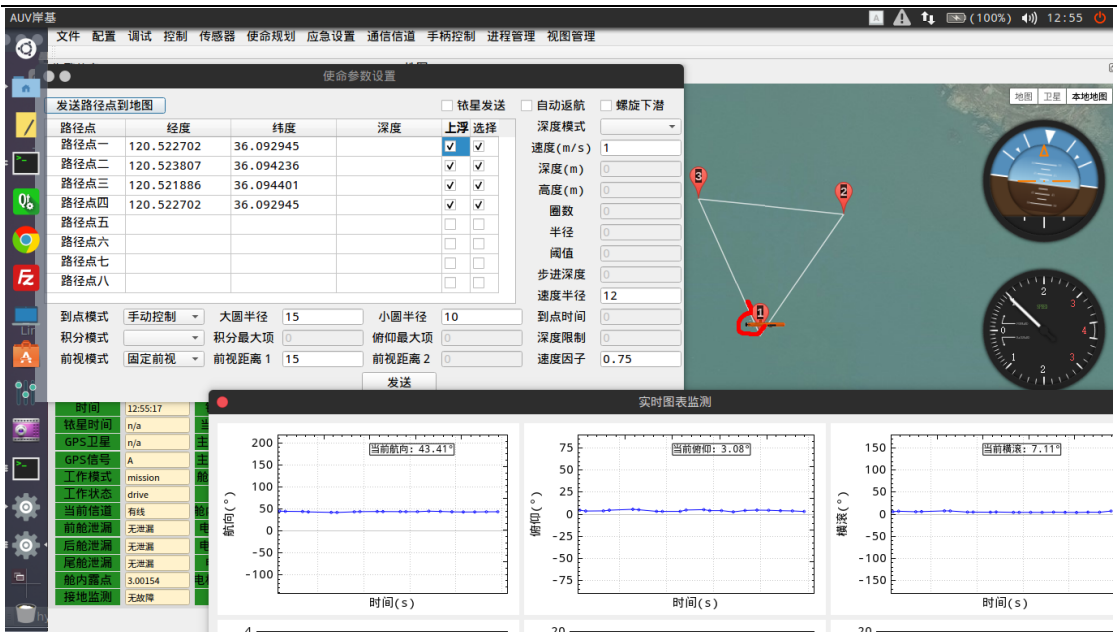 AUV岸基
A (100%) 12:55
文件 配置 调试 控制 传感器 使命规划 应急设置 通信信道 手柄控制 进程管理 视图管理
使命参数设置
发送路径点到地图 铱星发送 自动返航 螺旋下潜
路径点 经度 纬度 深度 上浮 选择 深度模式
路径点一 120.522702 36.092945 速度(m/s) 1
路径点二 120.523807 36.094236 深度(m) 0
路径点三 120.521886 36.094401 高度(m) 0
路径点四 120.522702 36.092945 圈数 0
路径点五 半径 0
路径点六 阈值 0
路径点七 步进深度 0
路径点八 速度半径 12
到点模式 手动控制 大圆半径 15 小圆半径 10 到点时间 0
积分模式 积分最大项 0 俯仰最大项 0 深度限制 0
前视模式 固定前视 前视距离1 15 前视距离2 0 速度因子 0.75
发送
地图 卫星 本地地图
3
2
1
2
3
0
4
1
3
2
时间 12:55:17
铱星时间 n/a
GPS卫星 n/a
GPS信号 A
工作模式 mission
工作状态 drive
当前信道 有线
前舱泄漏 无泄漏
后舱泄漏 无泄漏
尾舱泄漏 无泄漏
舱内露点 3.00154
接地监测 无故障
实时图表监测
当前航向: 43.41°
200
150
100
50
0
-50
-100
航向(°)
时间(s)
当前俯仰: 3.08°
75
50
25
0
-25
-50
-75
俯仰(°)
时间(s)
当前横滚: 7.11°
150
100
50
0
-50
-100
-150
横滚(°)
时间(s)
4 20 20